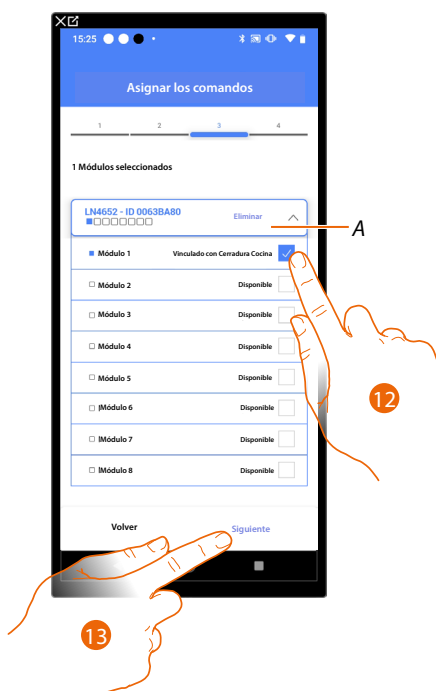 15:25
Asignar los comandos
1 2 3 4
1 Módulos seleccionados
LN4652 - ID 0063BA80
Eliminar
A
Módulo 1 Vinculado con Cerradura Cocina
Módulo 2 Disponible
Módulo 3 Disponible
Módulo 4 Disponible
Módulo 5 Disponible
Módulo 6 Disponible
Módulo 7 Disponible
Módulo 8 Disponible
12
Volver Siguiente
13